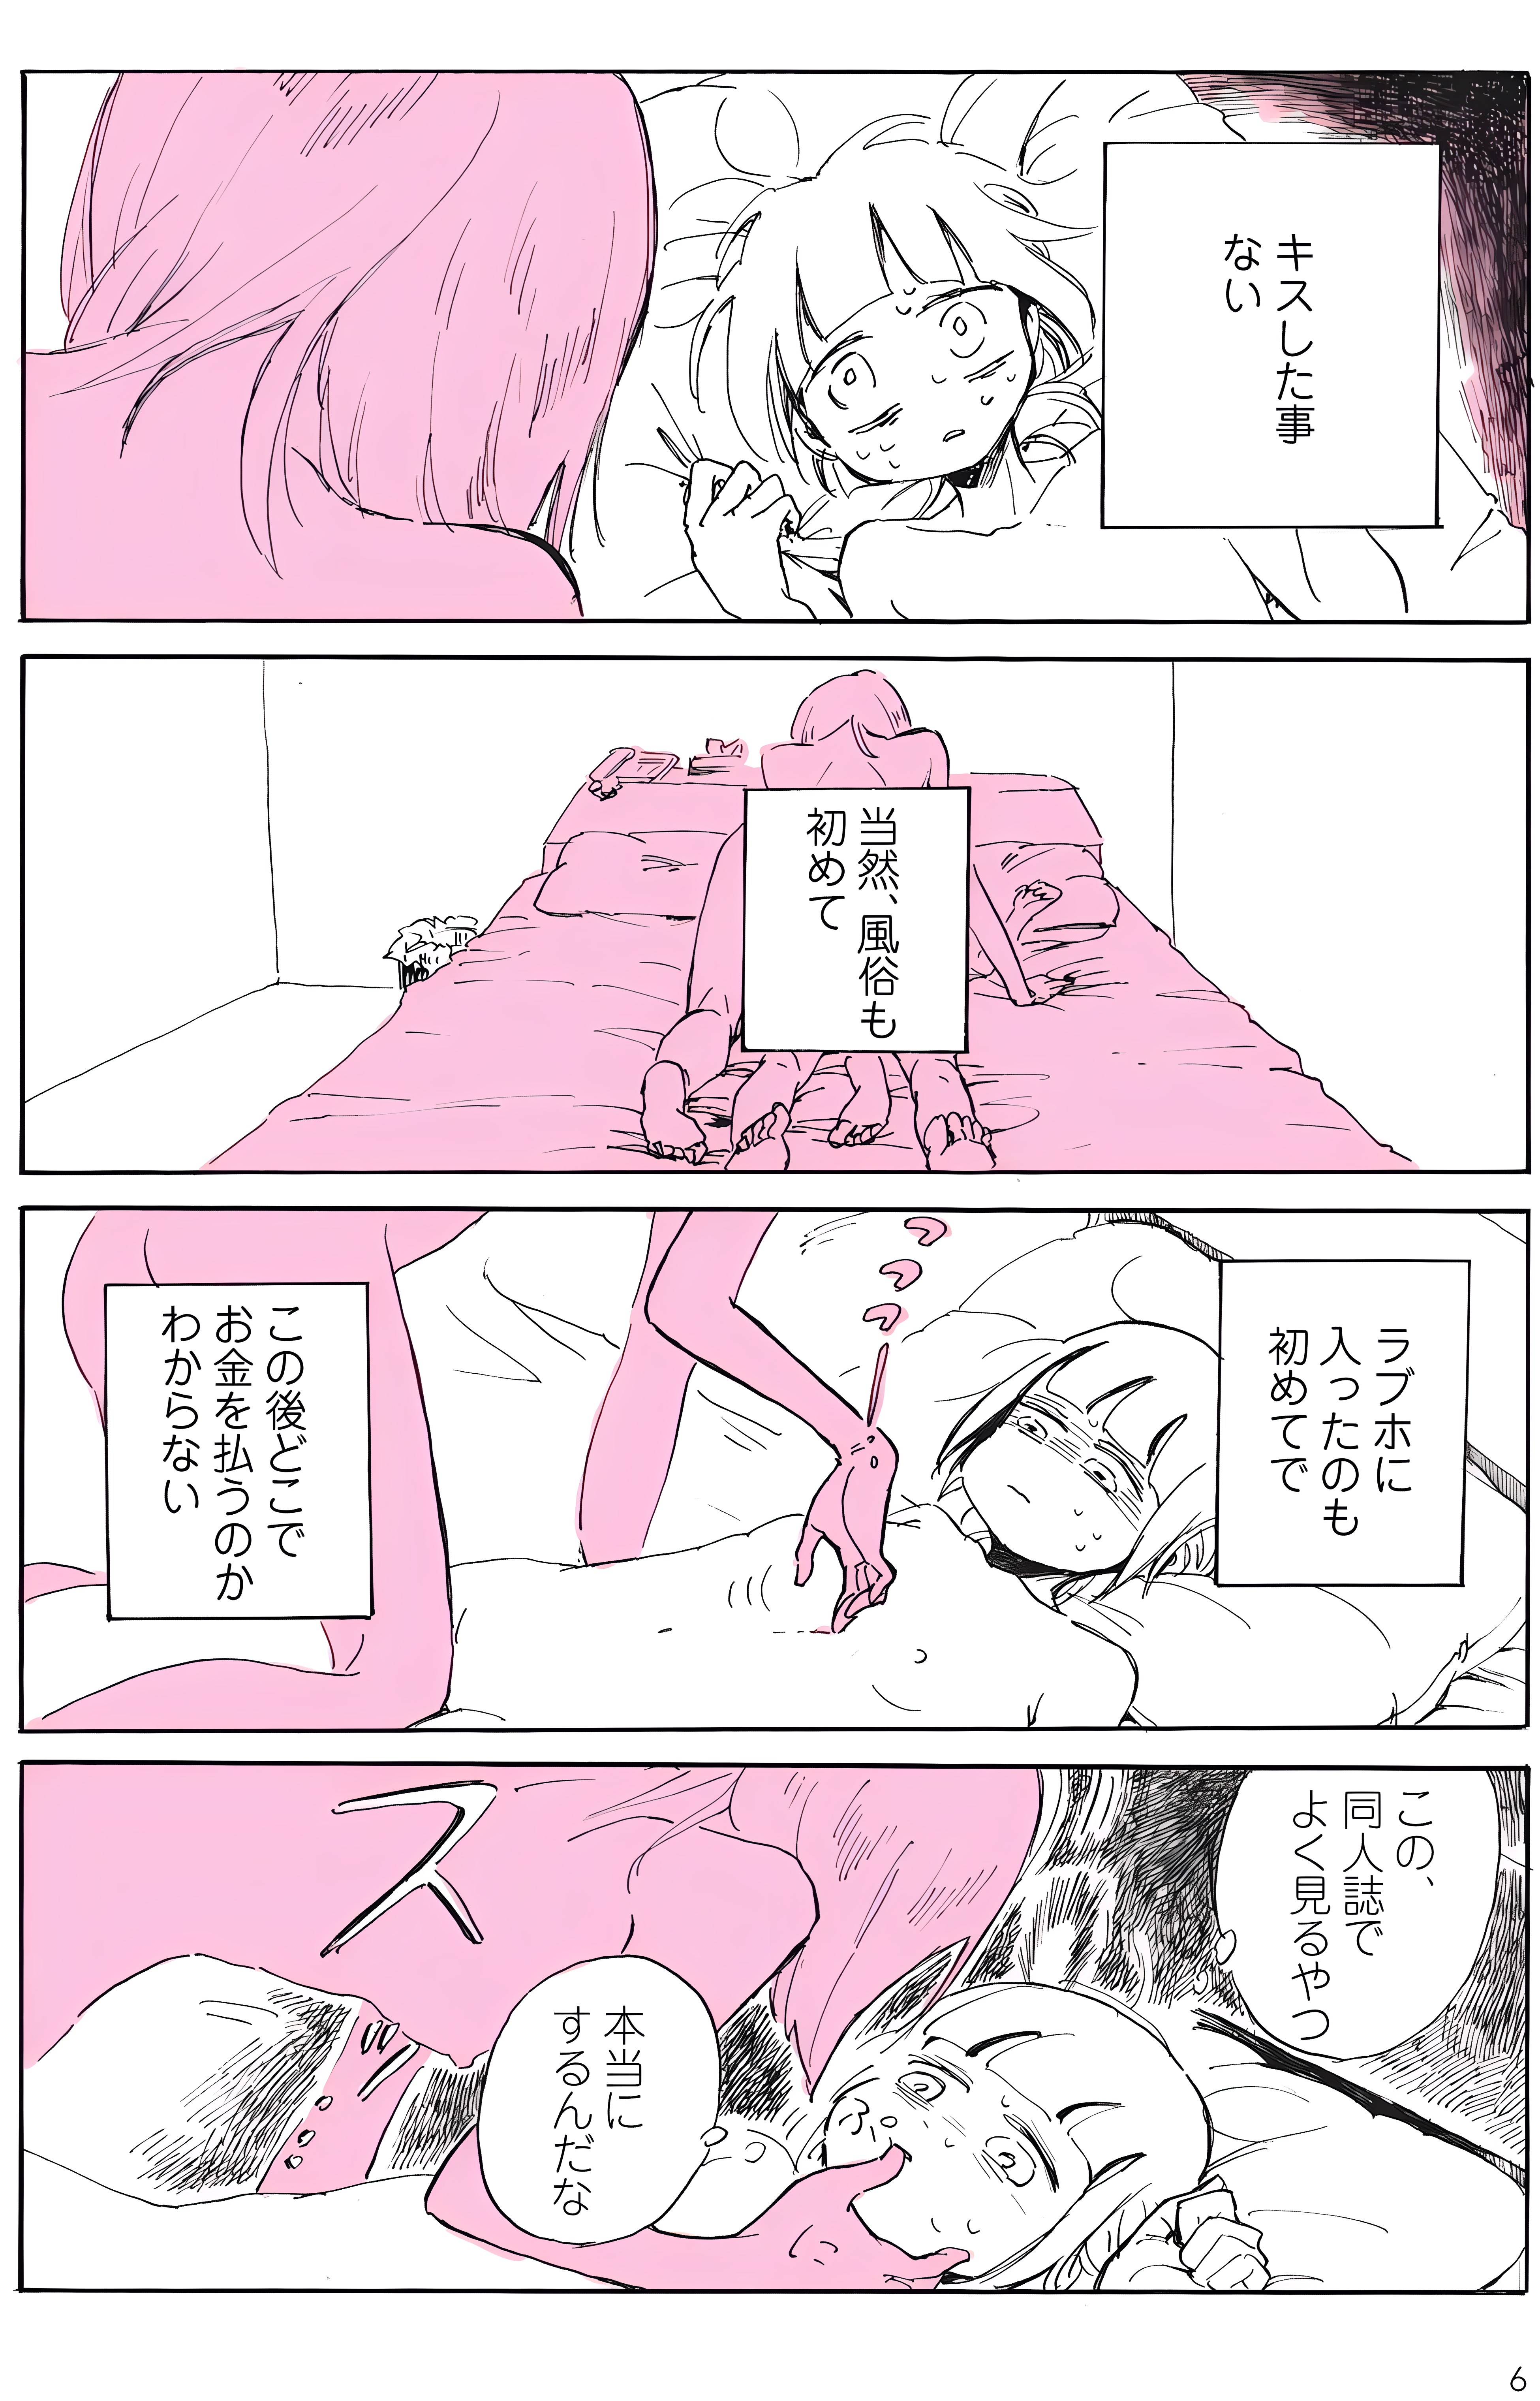 キスした事
ない
当然、風俗も
初めて
ラブホに
入ったのも
初めてで
この後どこで
お金を払うのか
わからない
この、
同人誌で
よく見るやつ
本当に
するんだな
ス
6